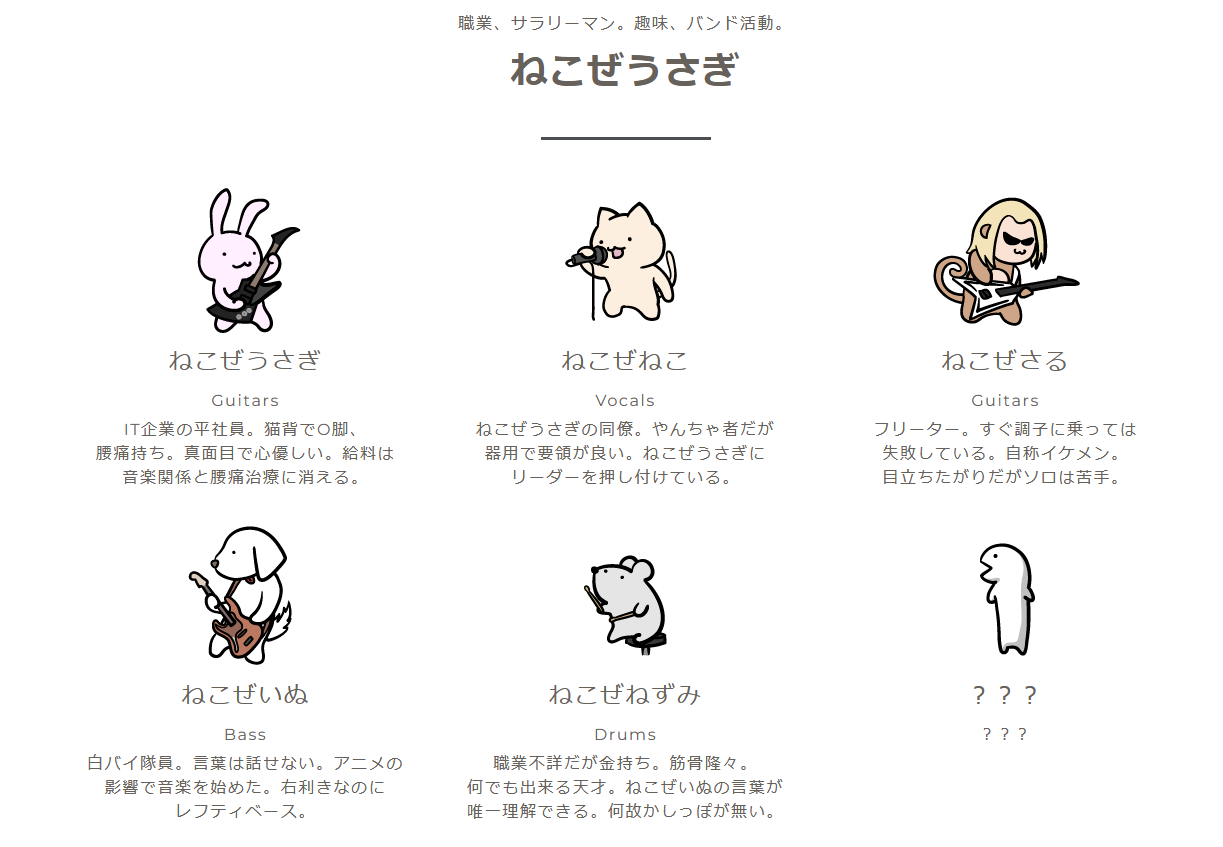 職業、サラリーマン。趣味、バンド活動。
ねこぜうさぎ
ねこぜうさぎ
Guitars
IT企業の平社員。猫背でO脚、
腰痛持ち。真面目で心優しい。給料は
音楽関係と腰痛治療に消える。
ねこぜねこ
Vocals
ねこぜうさぎの同僚。やんちゃ者だが
器用で要領が良い。ねこぜうさぎに
リーダーを押し付けている。
ねこぜさる
Guitars
フリーター。すぐ調子に乗っては
失敗している。自称イケメン。
目立ちたがりだがソロは苦手。
ねこぜいぬ
Bass
白バイ隊員。言葉は話せない。アニメの
影響で音楽を始めた。右利きなのに
レフティベース。
ねこぜねずみ
Drums
職業不詳だが金持ち。筋骨隆々。
何でも出来る天才。ねこぜいぬの言葉が
唯一理解できる。何故かしっぽが無い。
？？？
？？？